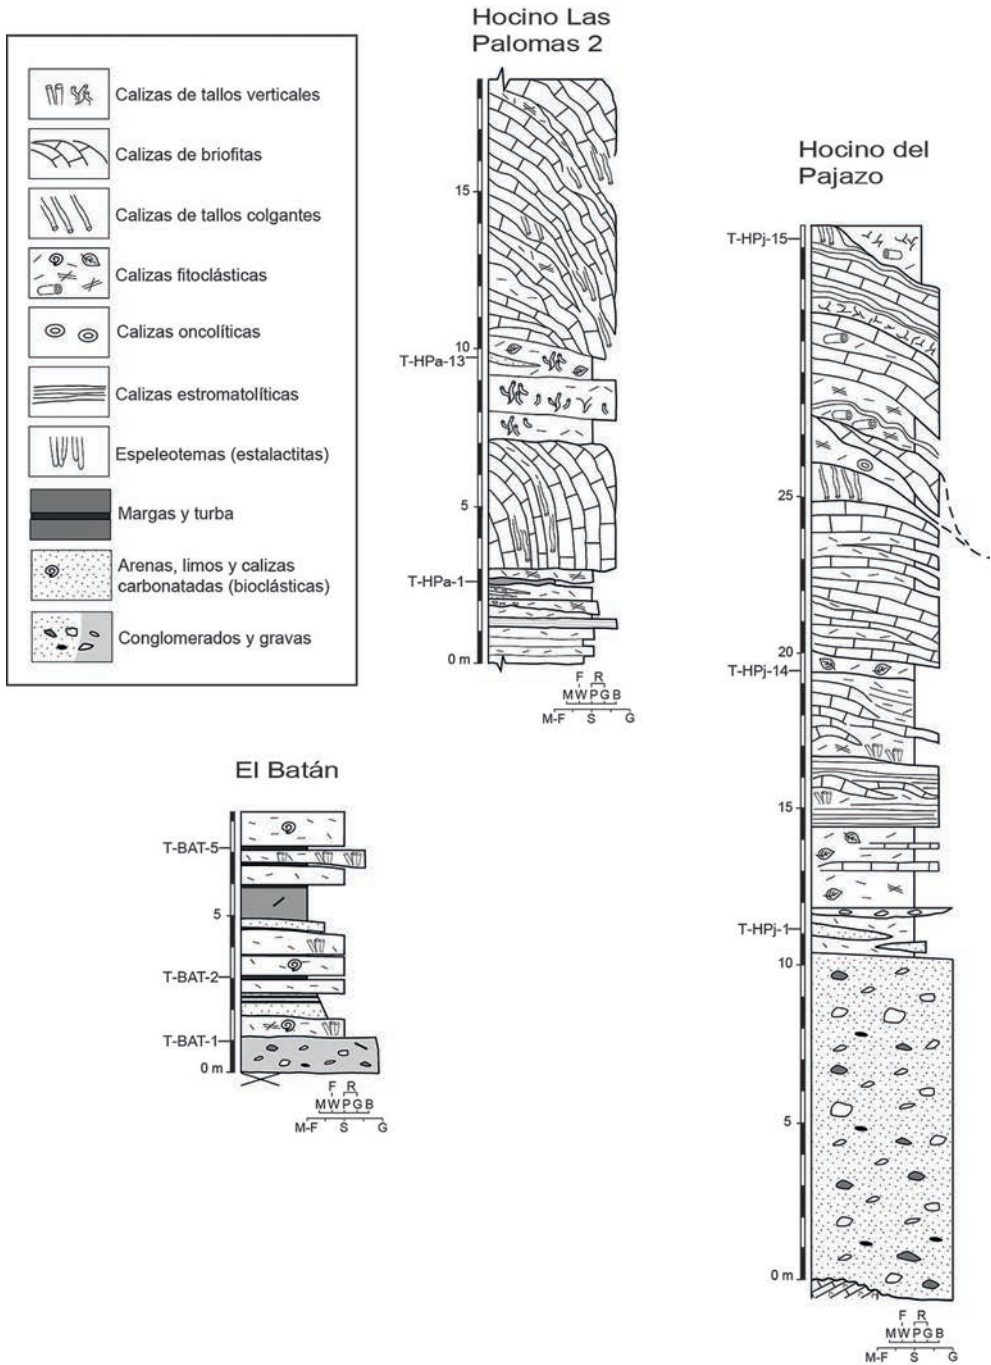 Hocino Las
Palomas 2
Calizas de tallos verticales
Calizas de briofitas
Calizas de tallos colgantes
Calizas fitoclásticas
Calizas oncolíticas
Calizas estromatolíticas
Espeleotemas (estalactitas)
Margas y turba
Arenas, limos y calizas
carbonatadas (bioclásticas)
Conglomerados y gravas
15
10
T-HPa-13
5
T-HPa-1
0 m
F R
M W P G B
M-F S G
Hocino del
Pajazo
T-HPj-15
25
20
T-HPj-14
15
T-HPj-1
10
5
0 m
F R
M W P G B
M-F S G
El Batán
T-BAT-5
5
T-BAT-2
T-BAT-1
0 m
F R
M W P G B
M-F S G